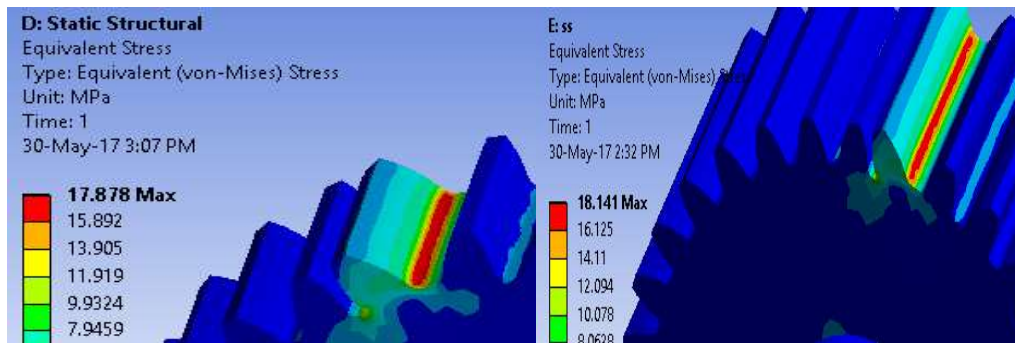 D: Static Structural
Equivalent Stress
Type: Equivalent (von-Mises) Stress
Unit: MPa
Time: 1
30-May-17 3:07 PM
17.878 Max
15.892
13.905
11.919
9.9324
7.9459
E: ss
Equivalent Stress
Type: Equivalent (von-Mises) Stress
Unit: MPa
Time: 1
30-May-17 2:32 PM
18.141 Max
16.125
14.11
12.094
10.078
8.0628